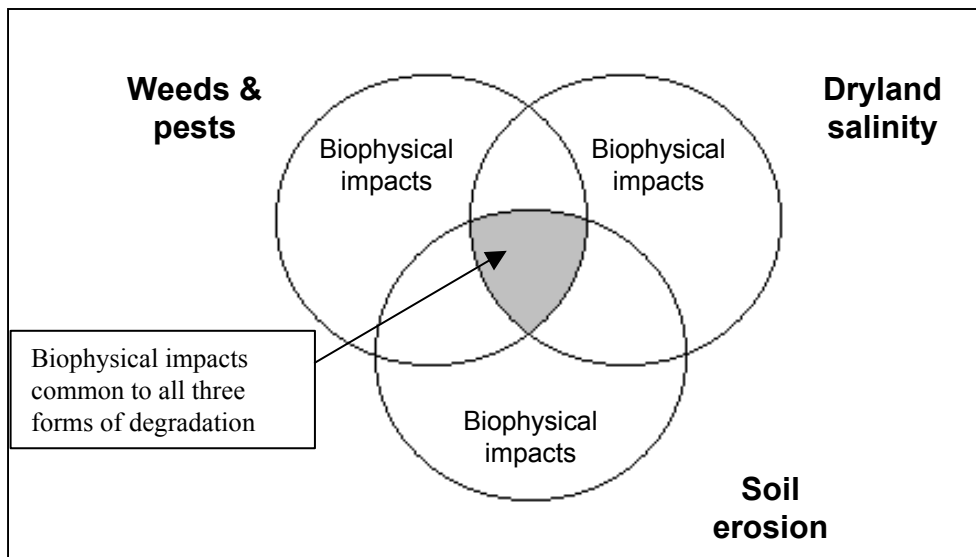 Weeds &
pests
Dryland
salinity
Biophysical
impacts
Biophysical
impacts
Biophysical impacts
common to all three
forms of degradation
Biophysical
impacts
Soil
erosion